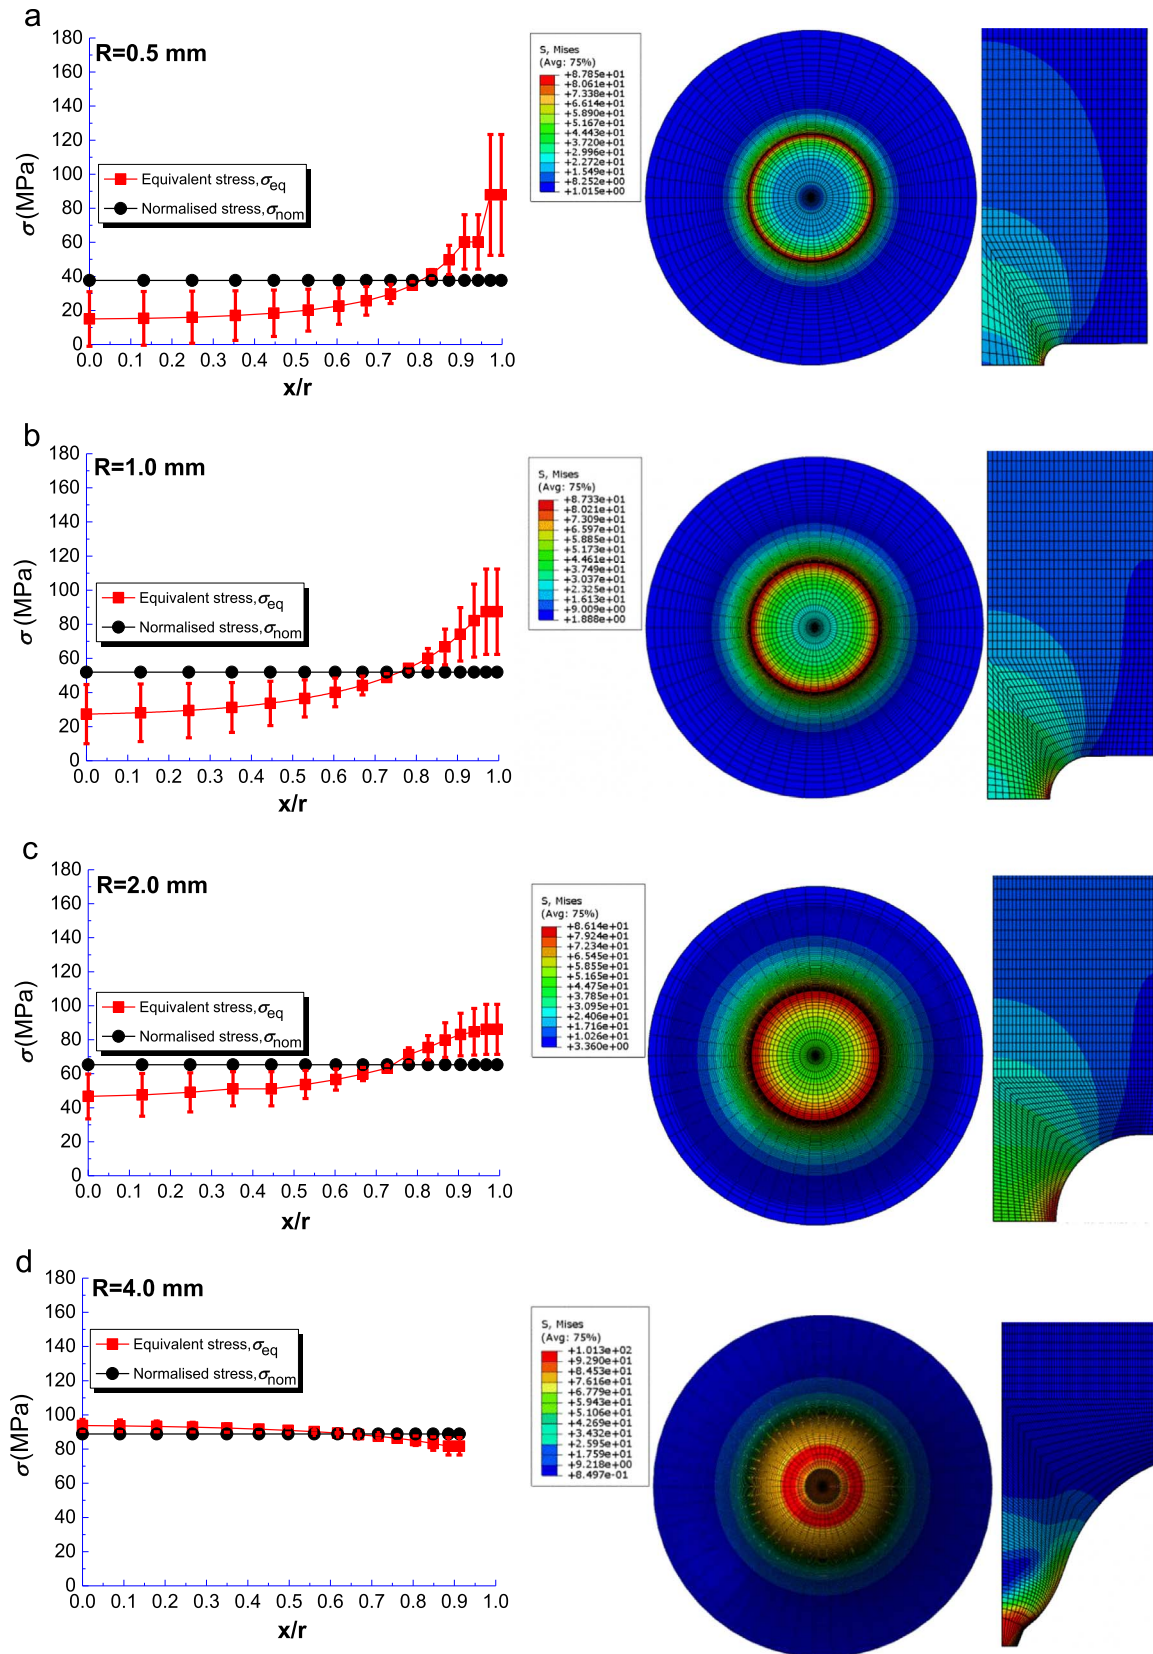 a
R=0.5 mm
180
160
140
120
100
80
60
40
20
0
σ(MPa)
Equivalent stress,σeq
Normalised stress,σnom
0.0 0.1 0.2 0.3 0.4 0.5 0.6 0.7 0.8 0.9 1.0
x/r
S, Mises
(Avg: 75%)
+8.785e+01
+8.061e+01
+7.338e+01
+6.614e+01
+5.890e+01
+5.167e+01
+4.443e+01
+3.720e+01
+2.996e+01
+2.272e+01
+1.549e+01
+8.252e+00
+1.015e+00
b
R=1.0 mm
180
160
140
120
100
80
60
40
20
0
σ (MPa)
Equivalent stress,σeq
Normalised stress,σnom
0.0 0.1 0.2 0.3 0.4 0.5 0.6 0.7 0.8 0.9 1.0
x/r
S, Mises
(Avg: 75%)
+8.733e+01
+8.021e+01
+7.309e+01
+6.597e+01
+5.885e+01
+5.173e+01
+4.461e+01
+3.749e+01
+3.037e+01
+2.325e+01
+1.613e+01
+9.009e+00
+1.888e+00
c
R=2.0 mm
180
160
140
120
100
80
60
40
20
0
σ(MPa)
Equivalent stress,σeq
Normalised stress,σnom
0.0 0.1 0.2 0.3 0.4 0.5 0.6 0.7 0.8 0.9 1.0
x/r
S, Mises
(Avg: 75%)
+8.614e+01
+7.924e+01
+7.234e+01
+6.545e+01
+5.855e+01
+5.165e+01
+4.475e+01
+3.785e+01
+3.095e+01
+2.406e+01
+1.716e+01
+1.026e+01
+3.360e+00
d
R=4.0 mm
180
160
140
120
100
80
60
40
20
0
σ(MPa)
Equivalent stress,σeq
Normalised stress,σnom
0.0 0.1 0.2 0.3 0.4 0.5 0.6 0.7 0.8 0.9 1.0
x/r
S, Mises
(Avg: 75%)
+1.013e+02
+9.290e+01
+8.453e+01
+7.616e+01
+6.779e+01
+5.943e+01
+5.106e+01
+4.269e+01
+3.432e+01
+2.595e+01
+1.759e+01
+9.218e+00
+8.497e-01